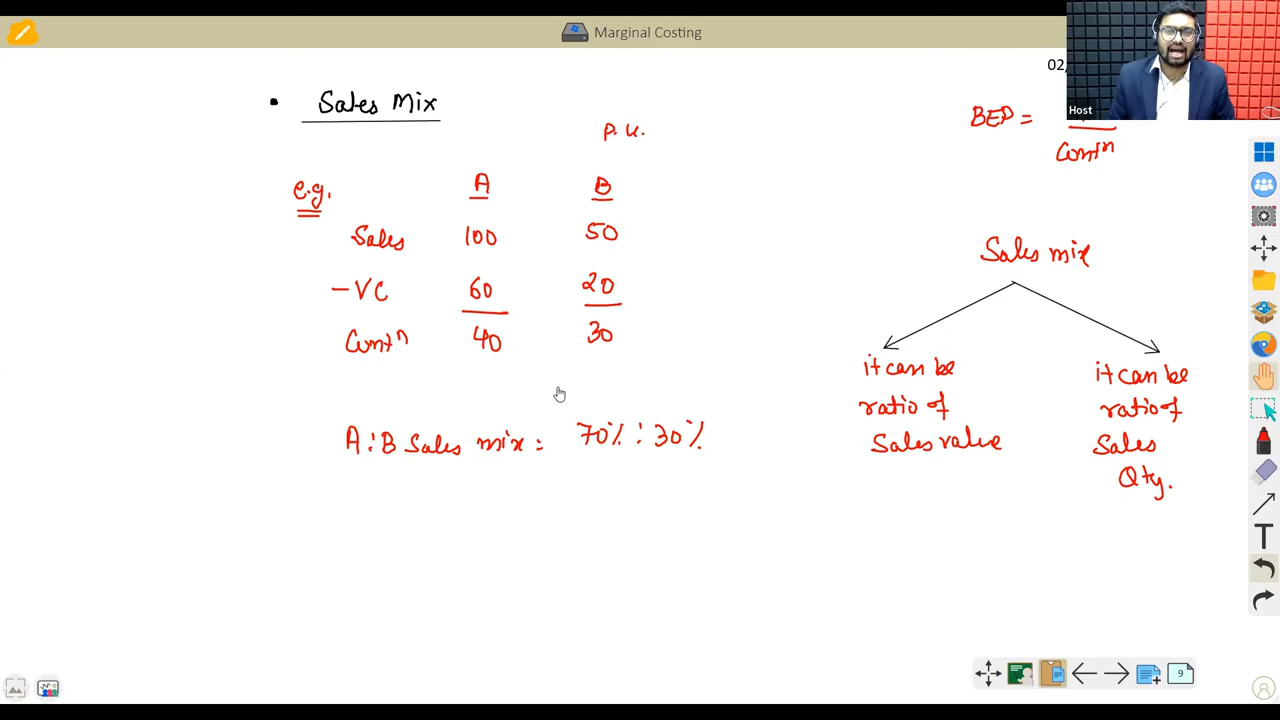 Marginal Costing
02/
• Sales Mix
P. U.
BEP =
Contn
e.g. A B
Sales 100 50
- VC 60 20
Contn 40 30
A : B Sales mix = 70% : 30%
Sales mix
it can be
ratio of
Sales value
it can be
ratio of
Sales
Qty.
Host
T
9